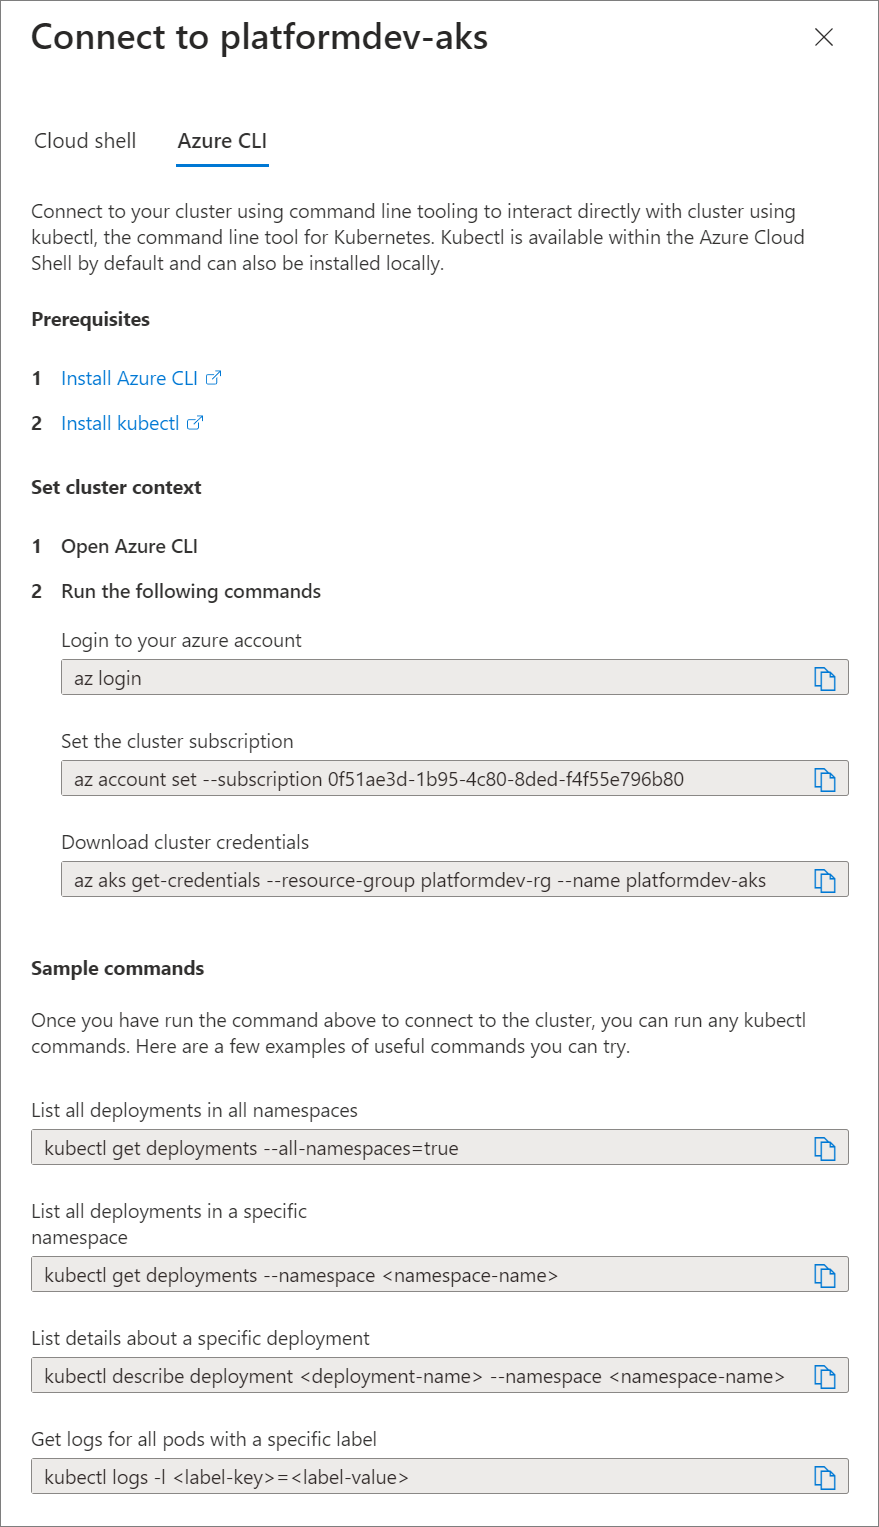 Connect to platformdev-aks
Cloud shell
Azure CLI
Connect to your cluster using command line tooling to interact directly with cluster using
kubectl, the command line tool for Kubernetes. Kubectl is available within the Azure Cloud
Shell by default and can also be installed locally.
Prerequisites
1 Install Azure CLI
2 Install kubectl
Set cluster context
1 Open Azure CLI
2 Run the following commands
Login to your azure account
az login
Set the cluster subscription
az account set --subscription 0f51ae3d-1b95-4c80-8ded-f4f55e796b80
Download cluster credentials
az aks get-credentials --resource-group platformdev-rg --name platformdev-aks
Sample commands
Once you have run the command above to connect to the cluster, you can run any kubectl
commands. Here are a few examples of useful commands you can try.
List all deployments in all namespaces
kubectl get deployments --all-namespaces=true
List all deployments in a specific
namespace
kubectl get deployments --namespace <namespace-name>
List details about a specific deployment
kubectl describe deployment <deployment-name> --namespace <namespace-name>
Get logs for all pods with a specific label
kubectl logs -l <label-key>=<label-value>